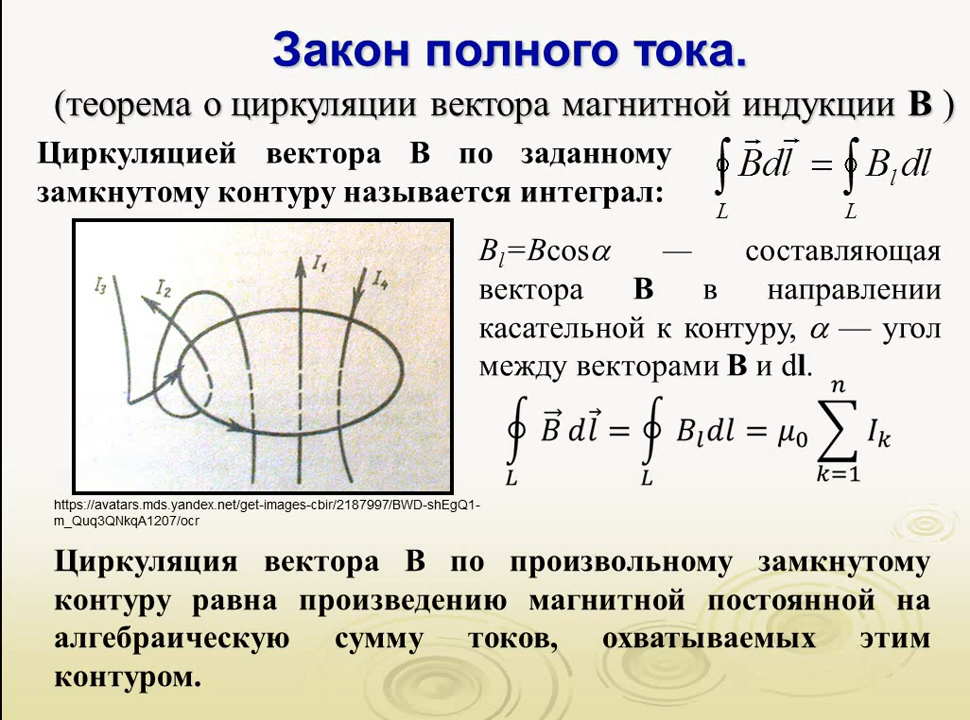 Закон полного тока.
(теорема о циркуляции вектора магнитной индукции B )
Циркуляцией вектора B по заданному
замкнутому контуру называется интеграл:
∮_L B⃗dl⃗ = ∮_L B_l dl
I₃ I₂ I₁ I₄
B_l=Bcosα — составляющая
вектора B в направлении
касательной к контуру, α — угол
между векторами B и dl.
∮_L B⃗ dl⃗ = ∮_L B_l dl = μ₀ ∑_{k=1}^{n} I_k
https://avatars.mds.yandex.net/get-images-cbir/2187997/BWD-shEgQ1-
m_Quq3QNkqA1207/ocr
Циркуляция вектора B по произвольному замкнутому
контуру равна произведению магнитной постоянной на
алгебраическую сумму токов, охватываемых этим
контуром.